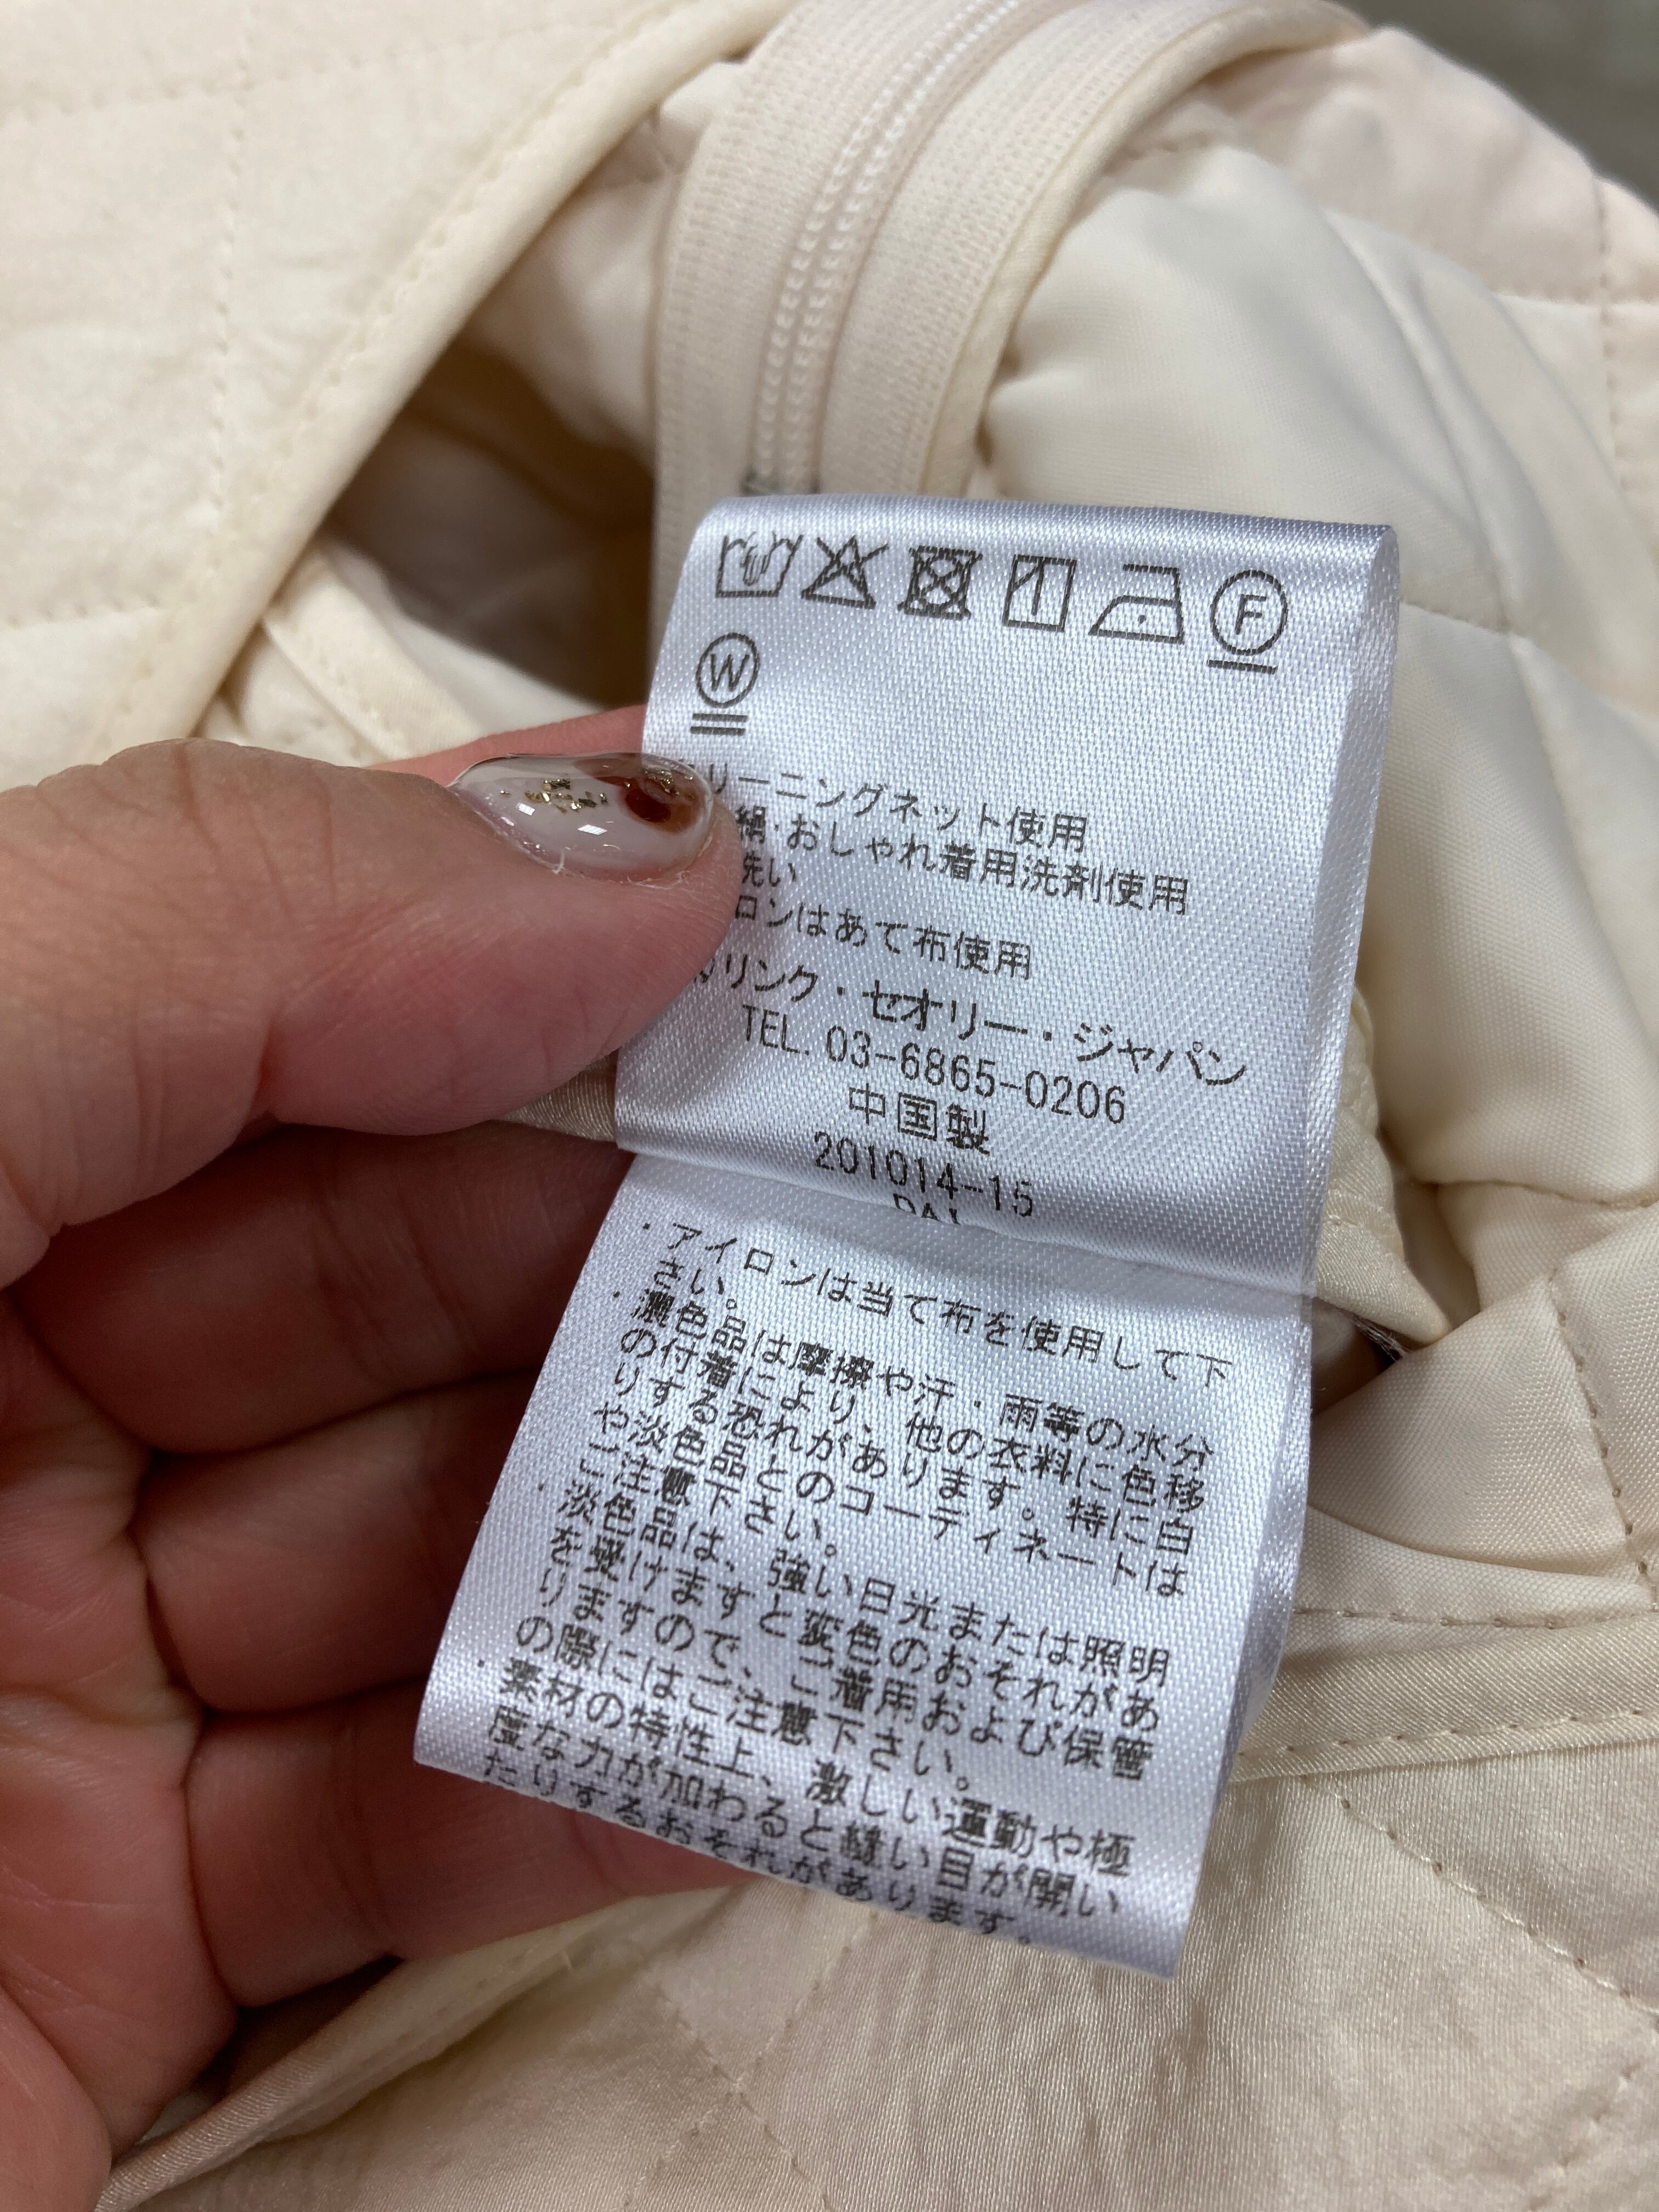 F
W
リーニングネット使用
絹・おしゃれ着用洗剤使用
洗い
ロンはあて布使用
リンク・セオリー・ジャパン
TEL. 03-6865-0206
中国製
201014-15
・アイロンは当て布を使用して下
さい。
・濃色品は摩擦や汗・雨等の水分
の付着により、他の衣料に色移
りする恐れがあります。特に白
や淡色品とのコーディネートは
ご注意下さい。
・淡色品は、強い日光または照明
を受けますと変色のおそれがあ
りますので、ご着用および保管
の際にはご注意下さい。
・素材の特性上、激しい運動や極
度な力が加わると縫い目が開い
たりするおそれがあります。